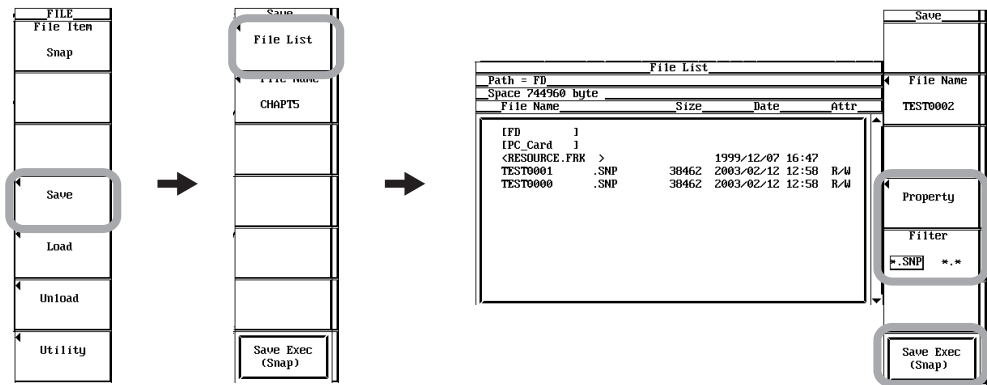 FILE
File Item
Snap
Save
Load
Unload
Utility
Save
File List
File Name
CHAPT5
Save Exec
(Snap)
File List
Path = FD
Space 744960 byte
File Name Size Date Attr
[FD ]
[PC_Card ]
<RESOURCE.FRK > 1999/12/07 16:47
TEST0001 .SNP 38462 2003/02/12 12:58 R/W
TEST0000 .SNP 38462 2003/02/12 12:58 R/W
Save
File Name
TEST0002
Property
Filter
*.SNP *.*
Save Exec
(Snap)